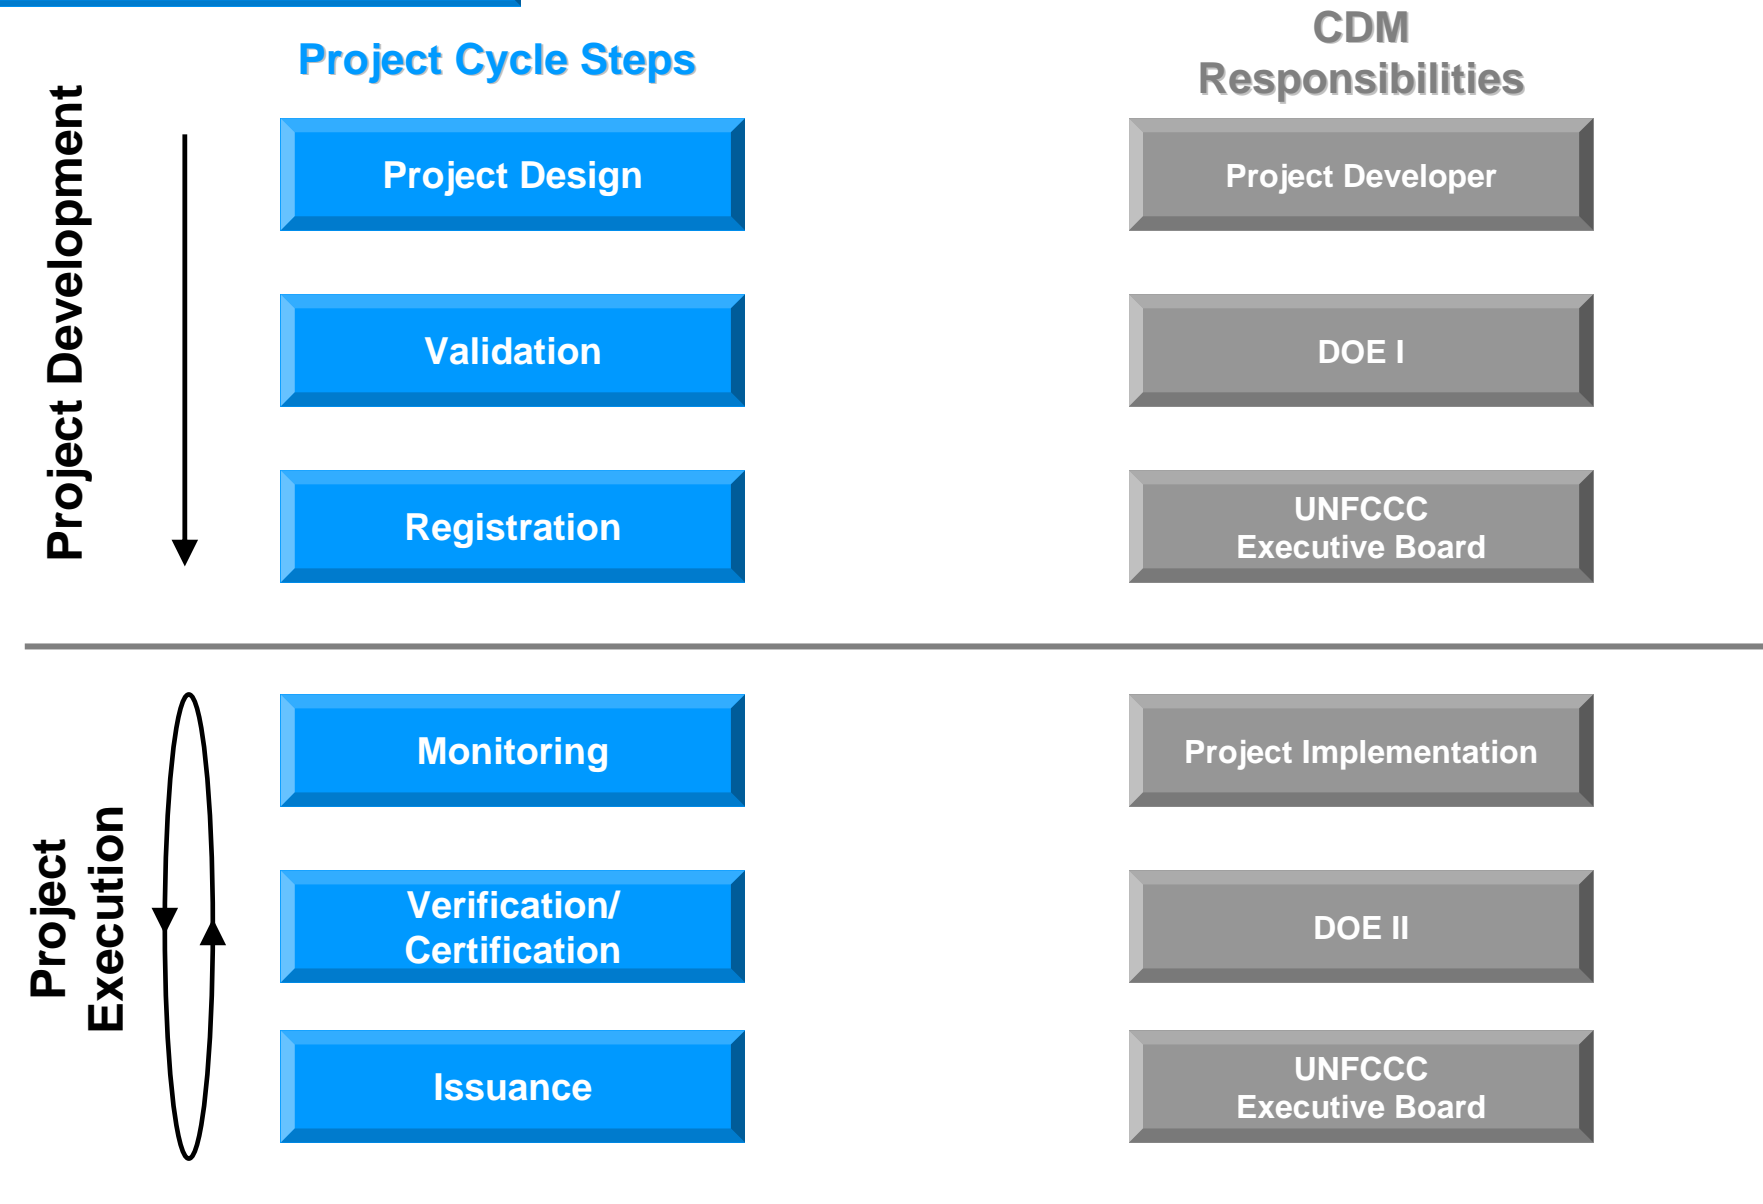 Project Cycle Steps
CDM
Responsibilities
Project Development
Project Design
Project Developer
Validation
DOE I
Registration
UNFCCC
Executive Board
Project
Execution
Monitoring
Project Implementation
Verification/
Certification
DOE II
Issuance
UNFCCC
Executive Board